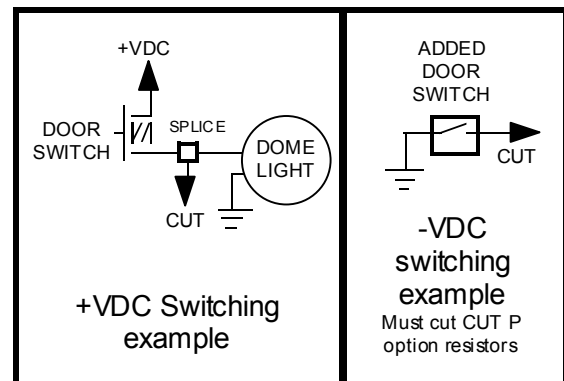 +VDC
DOOR
SWITCH
SPLICE
DOME
LIGHT
CUT
+VDC Switching
example
ADDED
DOOR
SWITCH
CUT
-VDC
switching
example
Must cut CUT P
option resistors